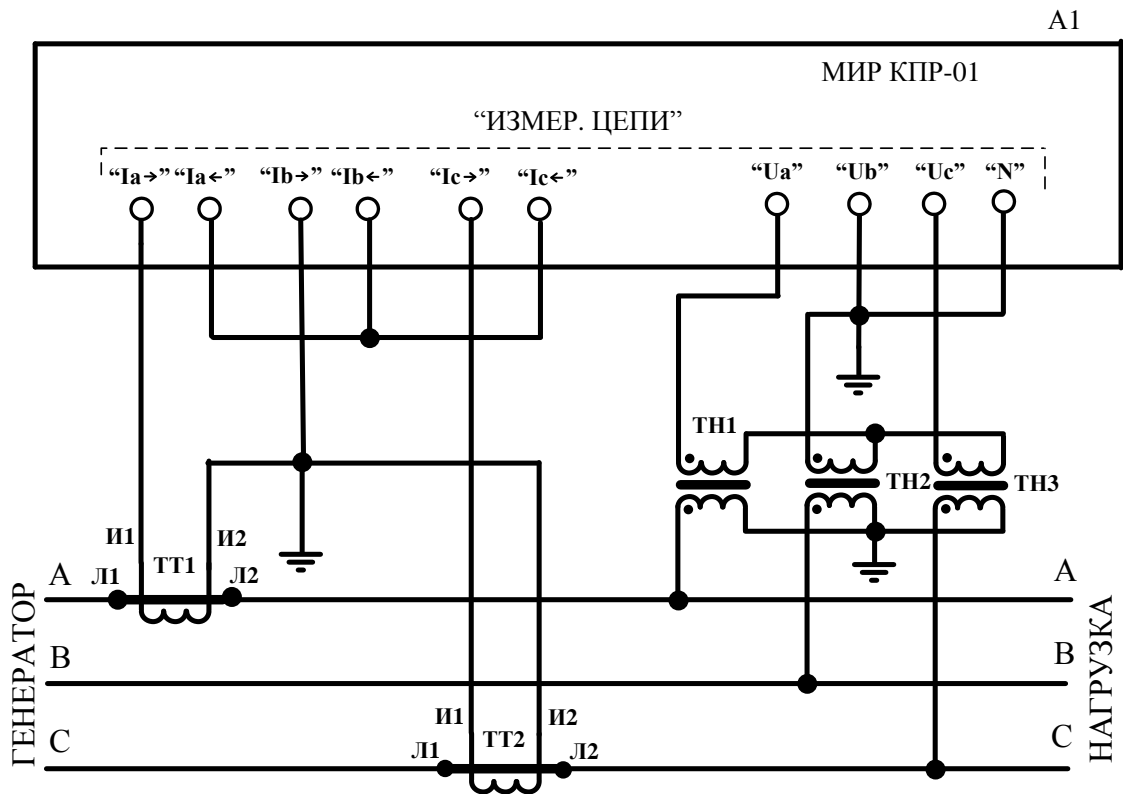 А1
МИР КПР-01
“ИЗМЕР. ЦЕПИ”
“Ia→” “Ia←” “Ib→” “Ib←” “Ic→” “Ic←” “Ua” “Ub” “Uc” “N”
ТН1
ТН2
ТН3
И1 И2
ТТ1
А Л1 Л2 А
В В
И1 И2
ТТ2
С Л1 Л2 С
ГЕНЕРАТОР
НАГРУЗКА